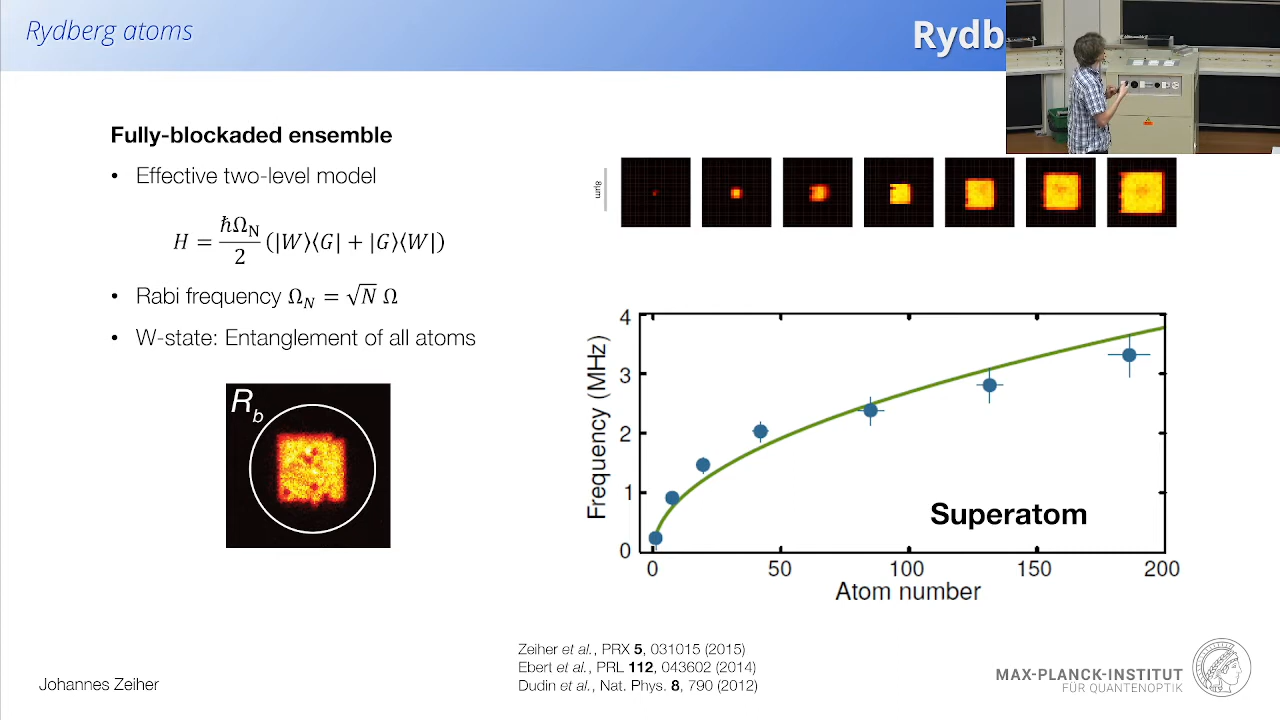 Rydberg atoms
Rydb
Fully-blockaded ensemble
• Effective two-level model
H = ħΩ_N / 2 (|W⟩⟨G| + |G⟩⟨W|)
• Rabi frequency Ω_N = √N Ω
• W-state: Entanglement of all atoms
R_b
8µm
4
3
2
1
0
Frequency (MHz)
Superatom
0 50 100 150 200
Atom number
Zeiher et al., PRX 5, 031015 (2015)
Ebert et al., PRL 112, 043602 (2014)
Dudin et al., Nat. Phys. 8, 790 (2012)
Johannes Zeiher
MAX-PLANCK-INSTITUT
FÜR QUANTENOPTIK